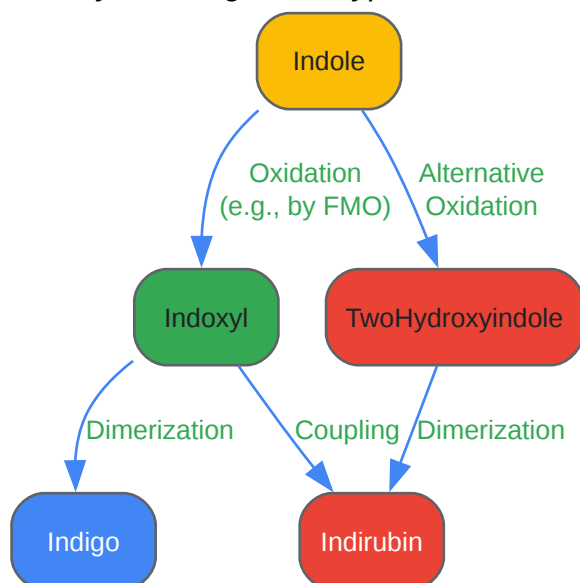 Indole
Oxidation
(e.g., by FMO)
Alternative
Oxidation
Indoxyl
TwoHydroxyindole
Dimerization
Coupling
Dimerization
Indigo
Indirubin